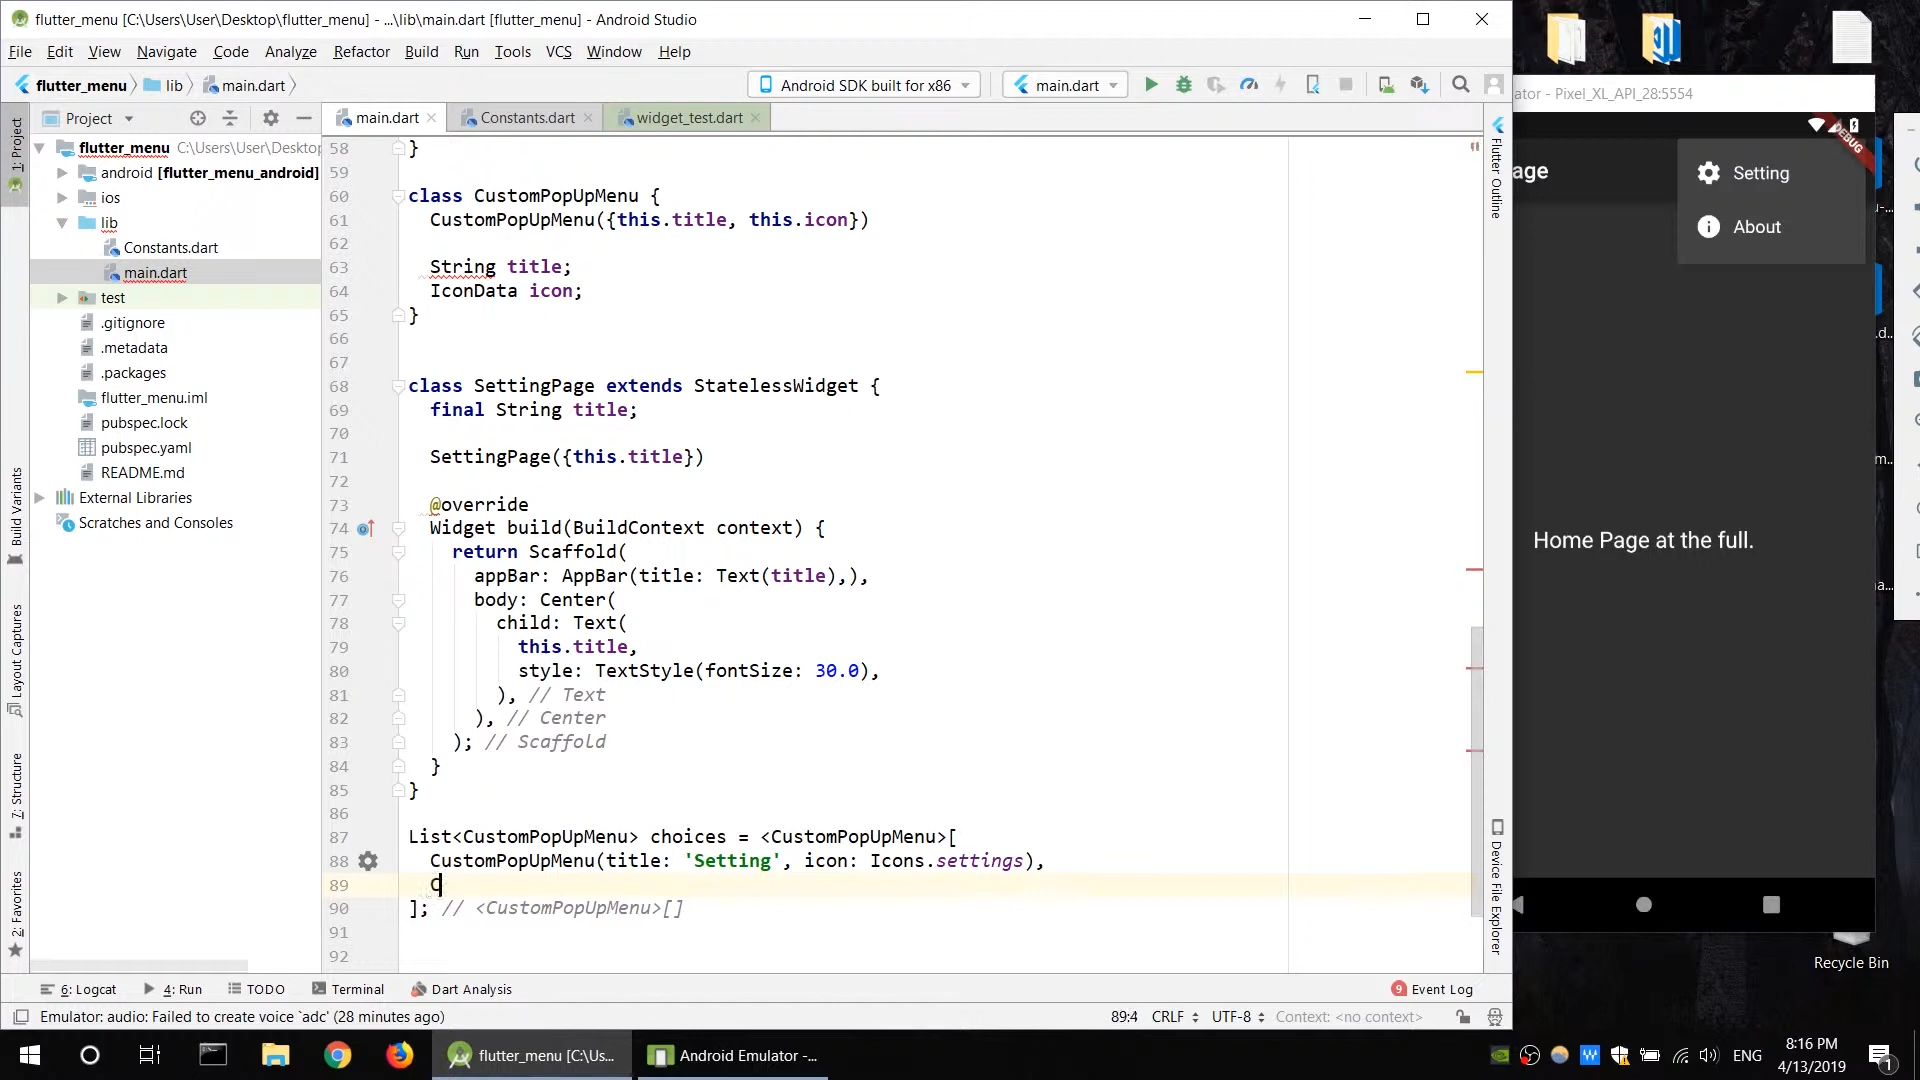 flutter_menu [C:\Users\User\Desktop\flutter_menu] - ...\lib\main.dart [flutter_menu] - Android Studio
File Edit View Navigate Code Analyze Refactor Build Run Tools VCS Window Help
flutter_menu lib main.dart
Android SDK built for x86
main.dart
ator - Pixel_XL_API_28:5554
1: Project
Project
main.dart
Constants.dart
widget_test.dart
flutter_menu C:\Users\User\Desktop
android [flutter_menu_android]
ios
lib
Constants.dart
main.dart
test
.gitignore
.metadata
.packages
flutter_menu.iml
pubspec.lock
pubspec.yaml
README.md
External Libraries
Scratches and Consoles
Build Variants
Layout Captures
7: Structure
2: Favorites
58 }
59
60 class CustomPopUpMenu {
61 CustomPopUpMenu({this.title, this.icon})
62
63 String title;
64 IconData icon;
65 }
66
67
68 class SettingPage extends StatelessWidget {
69 final String title;
70
71 SettingPage({this.title})
72
73 @override
74 Widget build(BuildContext context) {
75 return Scaffold(
76 appBar: AppBar(title: Text(title),),
77 body: Center(
78 child: Text(
79 this.title,
80 style: TextStyle(fontSize: 30.0),
81 ), // Text
82 ), // Center
83 ); // Scaffold
84 }
85 }
86
87 List<CustomPopUpMenu> choices = <CustomPopUpMenu>[
88 CustomPopUpMenu(title: 'Setting', icon: Icons.settings),
89 C
90 ]; // <CustomPopUpMenu>[]
91
92
Flutter Outline
Device File Explorer
DEBUG
age
Setting
About
Home Page at the full.
Recycle Bin
6: Logcat 4: Run TODO Terminal Dart Analysis
9 Event Log
Emulator: audio: Failed to create voice `adc' (28 minutes ago)
89:4 CRLF UTF-8 Context: <no context>
flutter_menu [C:\Us...
Android Emulator -...
ENG
8:16 PM
4/13/2019
1